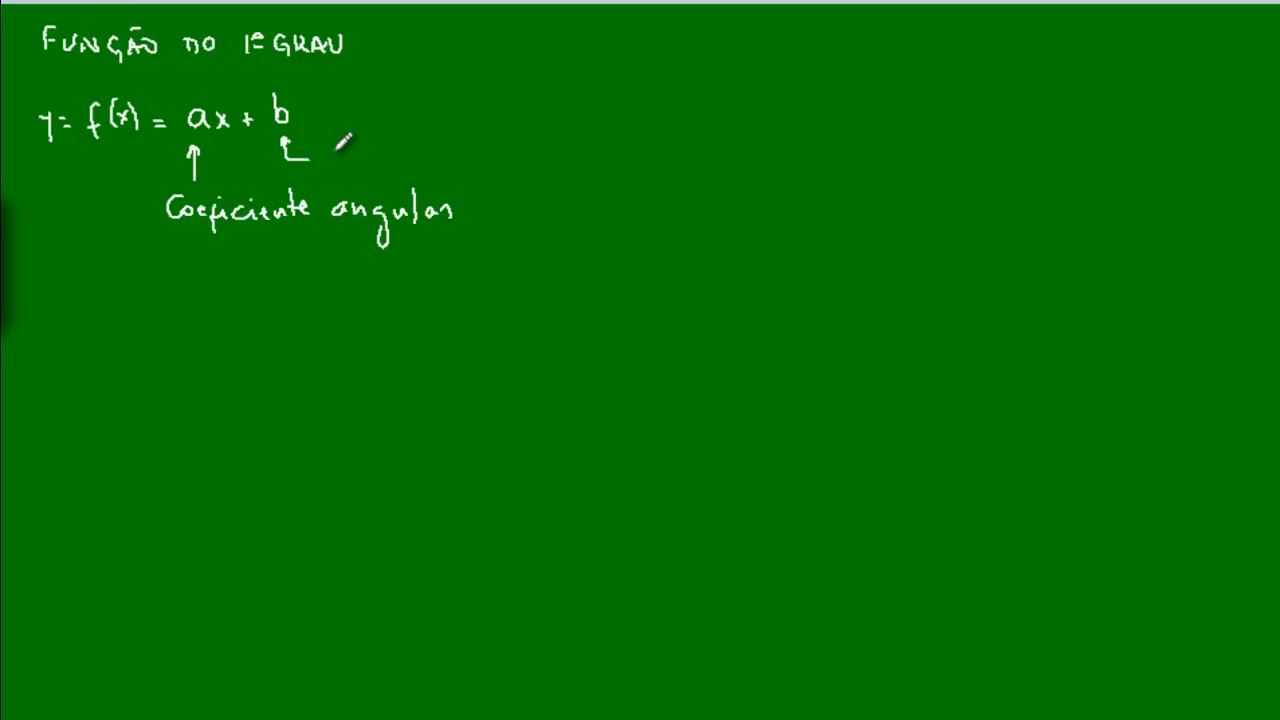 FUNÇÃO DO 1º GRAU
y = f(x) = ax + b
Coeficiente angular